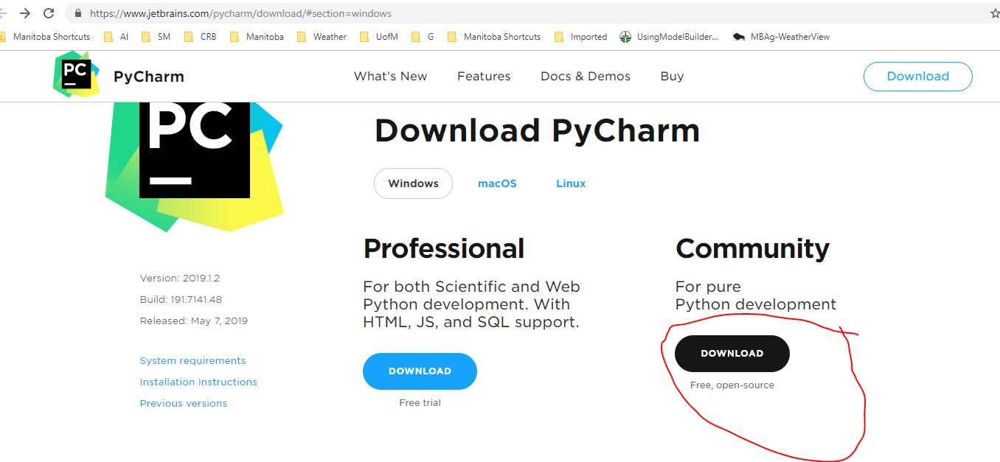 https://www.jetbrains.com/pycharm/download/#section=windows
Manitoba Shortcuts AI SM CRB Manitoba Weather UofM G Manitoba Shortcuts Imported UsingModelBuilder... MBAg-WeatherView
PC PyCharm What's New Features Docs & Demos Buy Download
PC
Download PyCharm
Windows macOS Linux
Professional
For both Scientific and Web
Python development. With
HTML, JS, and SQL support.
DOWNLOAD
Free trial
Community
For pure
Python development
DOWNLOAD
Free, open-source
Version: 2019.1.2
Build: 191.7141.48
Released: May 7, 2019
System requirements
Installation Instructions
Previous versions